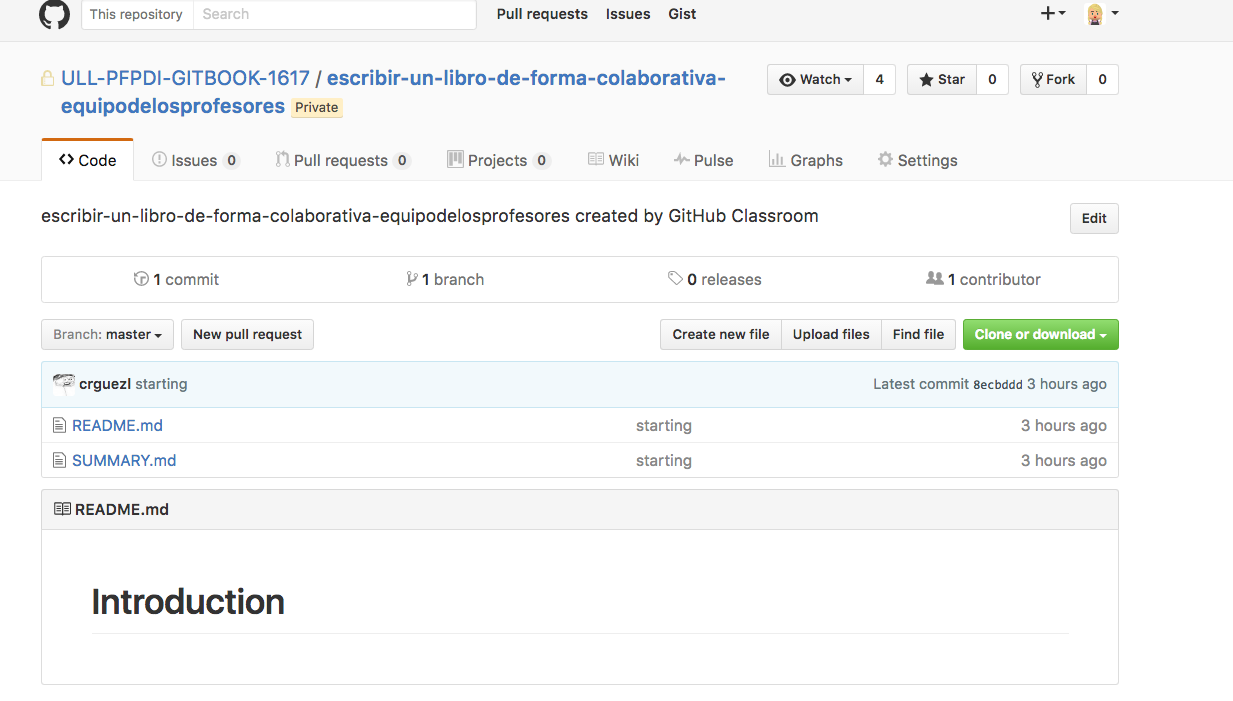 This repository Search Pull requests Issues Gist
ULL-PFPDI-GITBOOK-1617 / escribir-un-libro-de-forma-colaborativa-
equipodelosprofesores Private
Watch 4 Star 0 Fork 0
Code Issues 0 Pull requests 0 Projects 0 Wiki Pulse Graphs Settings
escribir-un-libro-de-forma-colaborativa-equipodelosprofesores created by GitHub Classroom Edit
1 commit 1 branch 0 releases 1 contributor
Branch: master New pull request Create new file Upload files Find file Clone or download
crguezl starting Latest commit 8ecbddd 3 hours ago
README.md starting 3 hours ago
SUMMARY.md starting 3 hours ago
README.md
Introduction